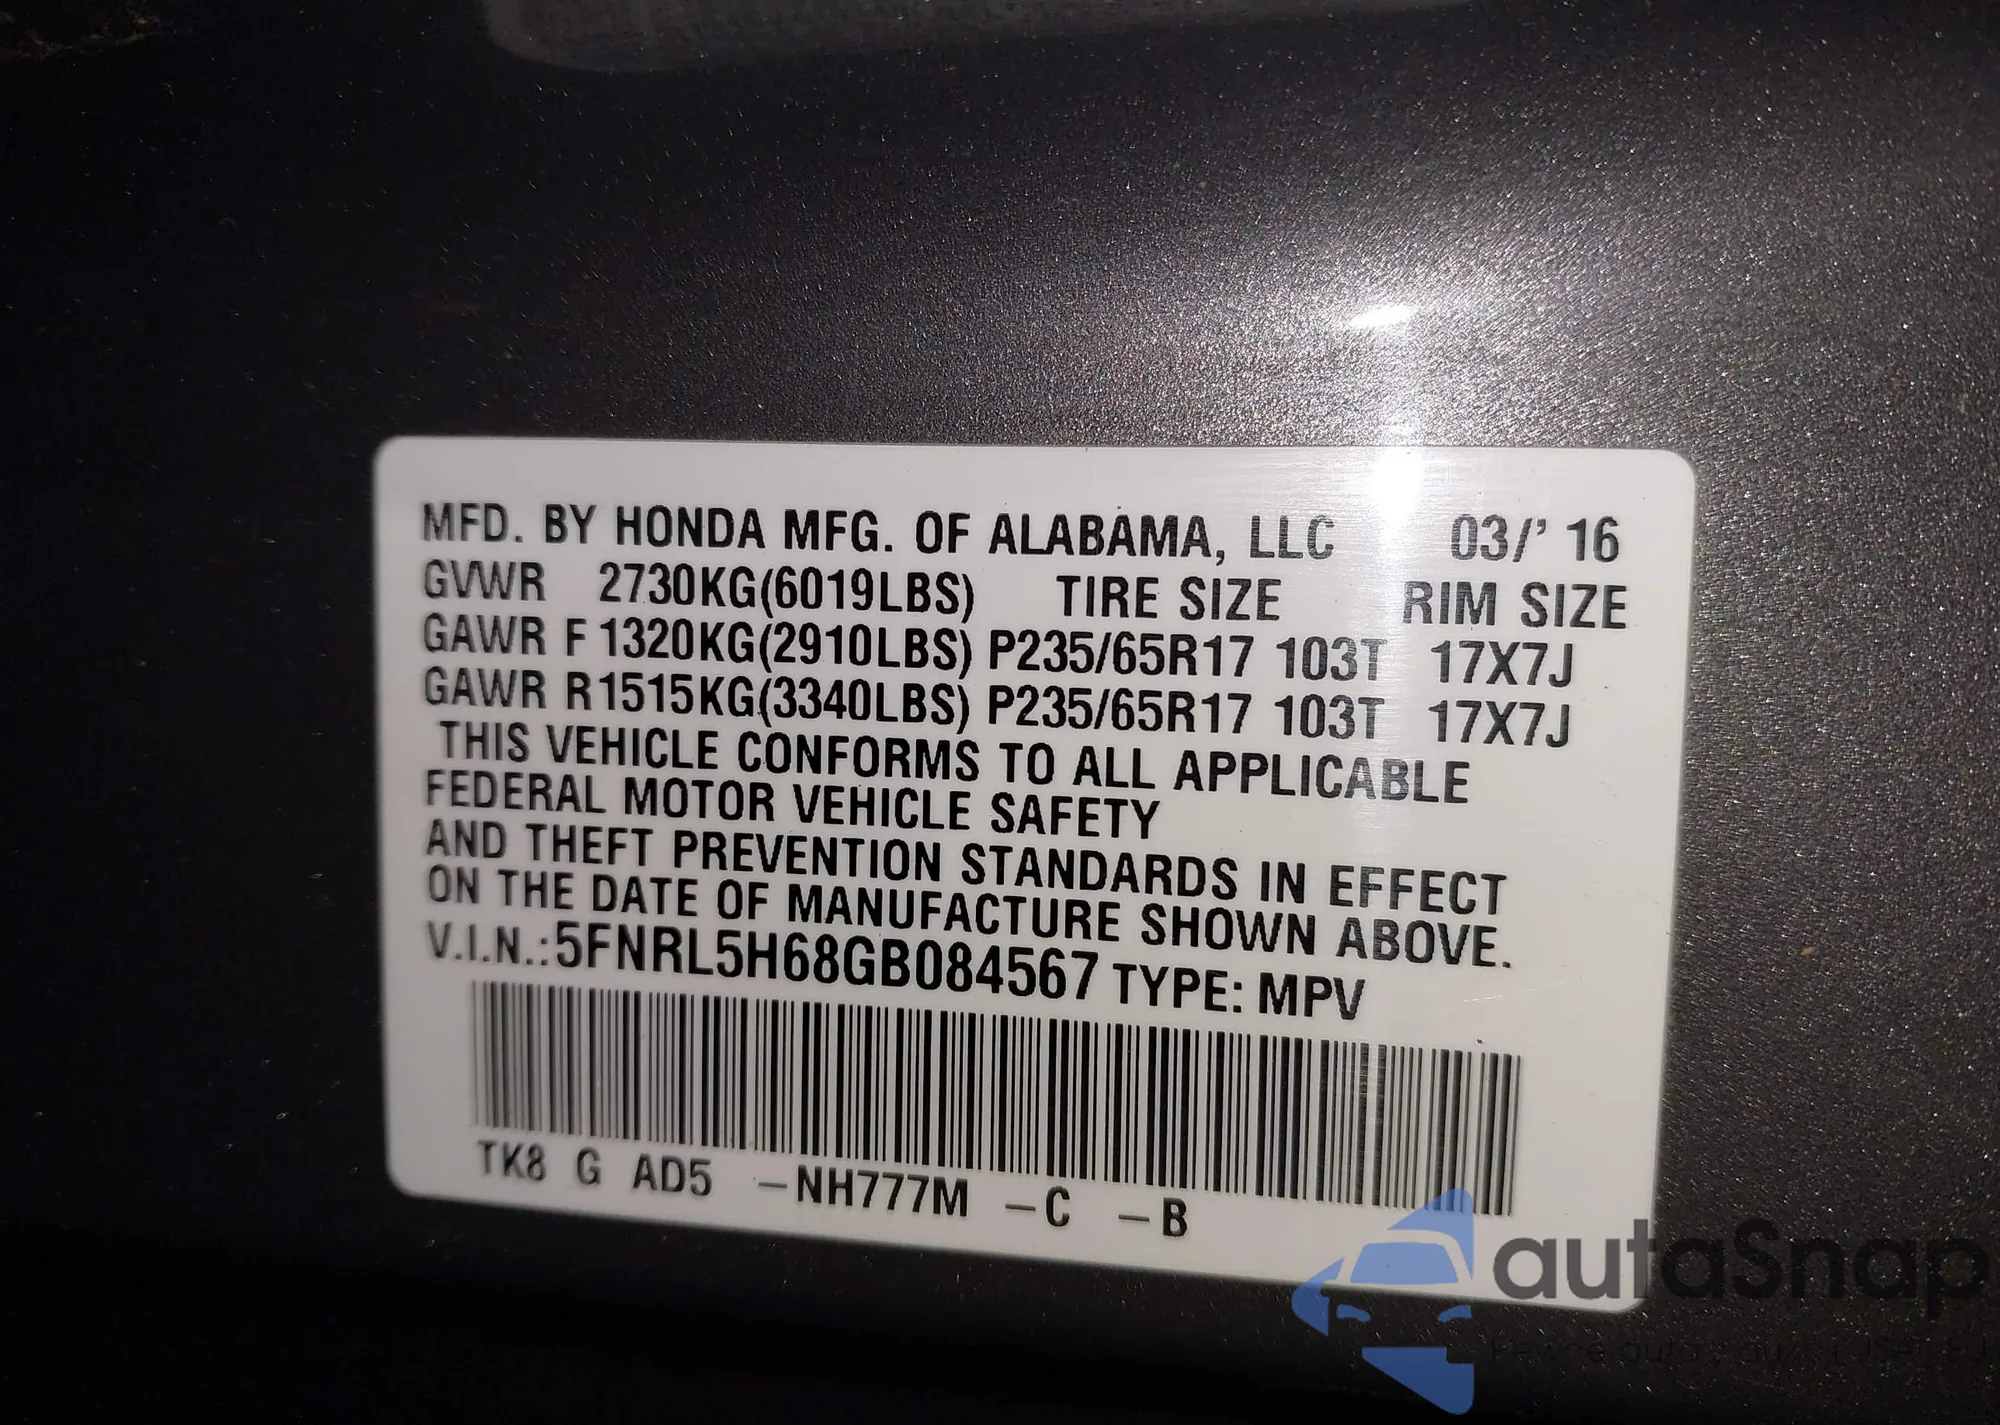 MFD. BY HONDA MFG. OF ALABAMA, LLC 03/' 16
GVWR 2730KG(6019LBS) TIRE SIZE RIM SIZE
GAWR F 1320KG(2910LBS) P235/65R17 103T 17X7J
GAWR R1515KG(3340LBS) P235/65R17 103T 17X7J
THIS VEHICLE CONFORMS TO ALL APPLICABLE
FEDERAL MOTOR VEHICLE SAFETY
AND THEFT PREVENTION STANDARDS IN EFFECT
ON THE DATE OF MANUFACTURE SHOWN ABOVE.
V.I.N.:5FNRL5H68GB084567 TYPE: MPV
TK8 G AD5 -NH777M -C -B
autaSnap